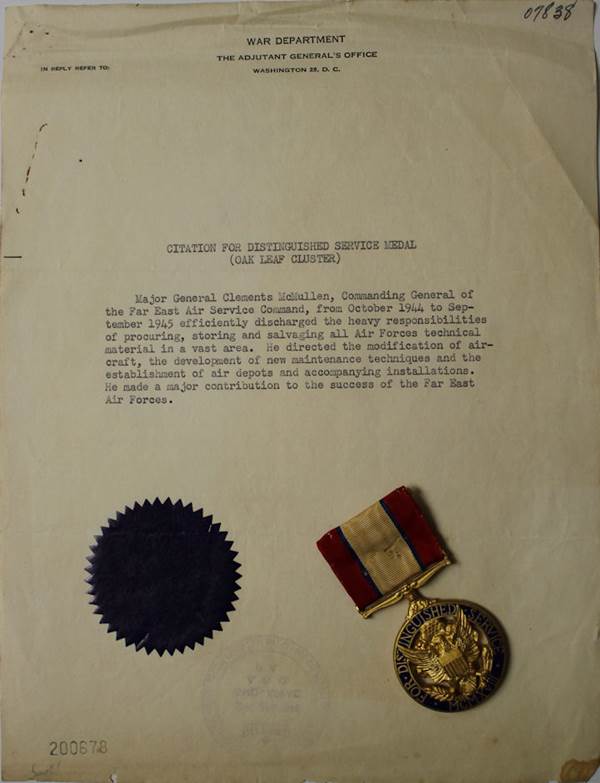 07838
WAR DEPARTMENT
THE ADJUTANT GENERAL'S OFFICE
WASHINGTON 25, D. C.
IN REPLY REFER TO:
CITATION FOR DISTINGUISHED SERVICE MEDAL
(OAK LEAF CLUSTER)
Major General Clements McMullen, Commanding General of
the Far East Air Service Command, from October 1944 to Sep-
tember 1945 efficiently discharged the heavy responsibilities
of procuring, storing and salvaging all Air Forces technical
material in a vast area. He directed the modification of air-
craft, the development of new maintenance techniques and the
establishment of air depots and accompanying installations.
He made a major contribution to the success of the Far East
Air Forces.
FOR DISTINGUISHED SERVICE
MCMXVIII
200678